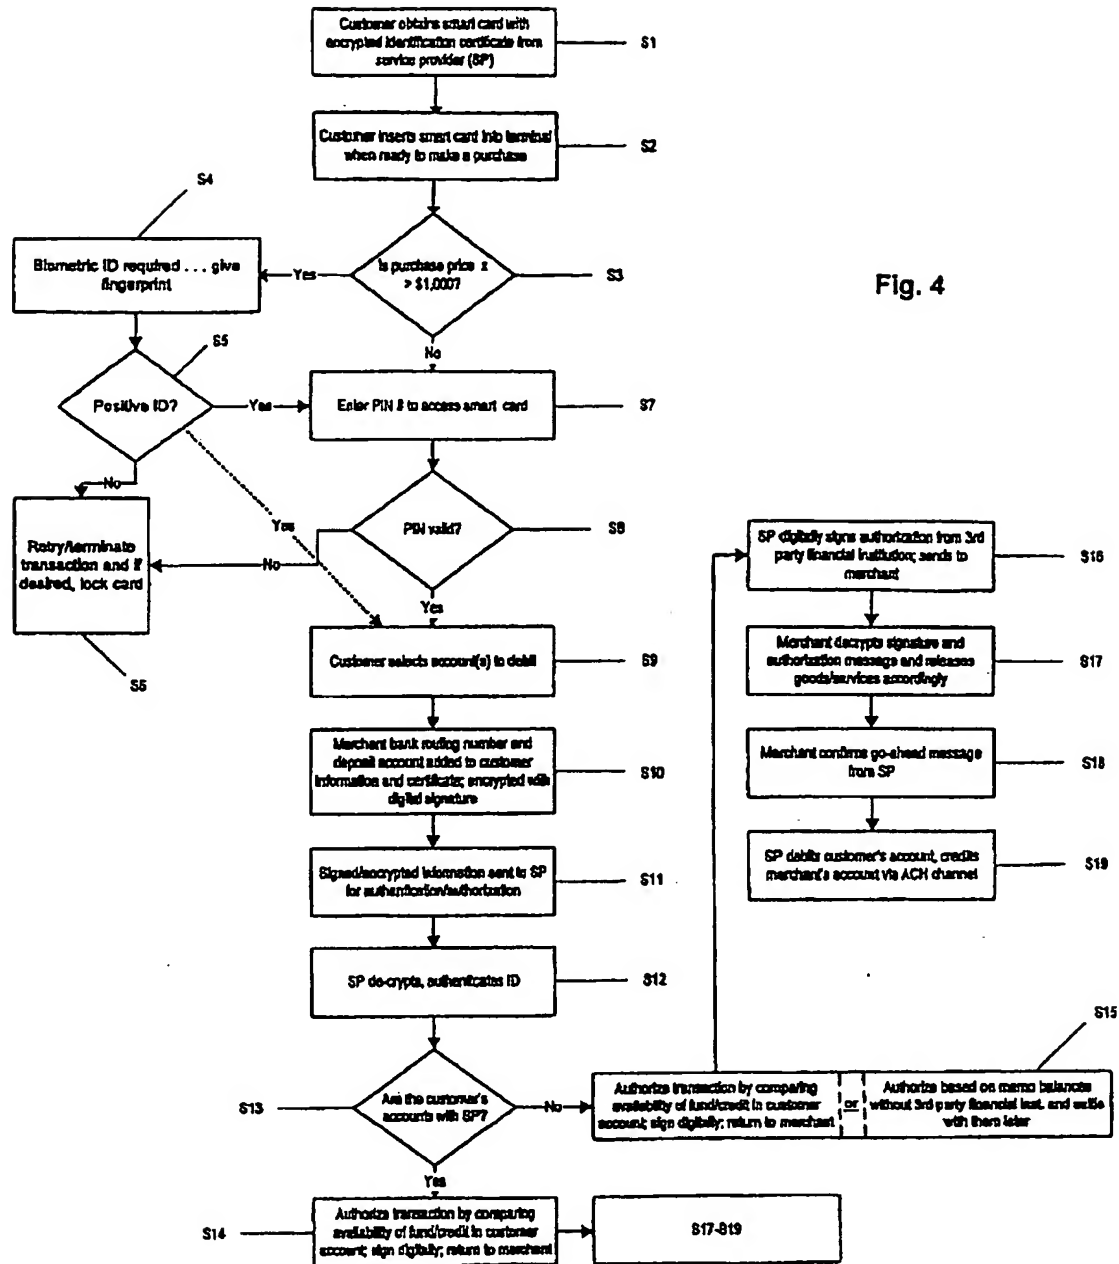 Customer obtains smart card with
encrypted identification certificate from
service provider (SP)
S1
Customer inserts smart card into terminal
when ready to make a purchase
S2
S4
Biometric ID required . . . give
fingerprint
Yes
Is purchase price ≥
> $1,000?
S3
Fig. 4
No
S5
Positive ID?
Yes
Enter PIN # to access smart card
S7
No
Yes
PIN valid?
S8
Retry/terminate
transaction and if
desired, lock card
No
Yes
S6
SP digitally signs authorization from 3rd
party financial institution; sends to
merchant
S16
Customer selects account(s) to debit
S9
Merchant decrypts signature and
authorization message and releases
goods/services accordingly
S17
Merchant bank routing number and
deposit account added to customer
information and certificate; encrypted with
digital signature
S10
Merchant confirms go-ahead message
from SP
S18
Signed/encrypted information sent to SP
for authentication/authorization
S11
SP debits customer's account, credits
merchant's account via ACH channel
S19
SP de-crypts, authenticates ID
S12
S15
S13
Are the customer's
accounts with SP?
No
Authorize transaction by comparing
availability of fund/credit in customer
account; sign digitally; return to merchant
or
Authorize based on memo balances
without 3rd party financial inst. and settle
with them later
Yes
S14
Authorize transaction by comparing
availability of fund/credit in customer
account; sign digitally; return to merchant
S17-S19